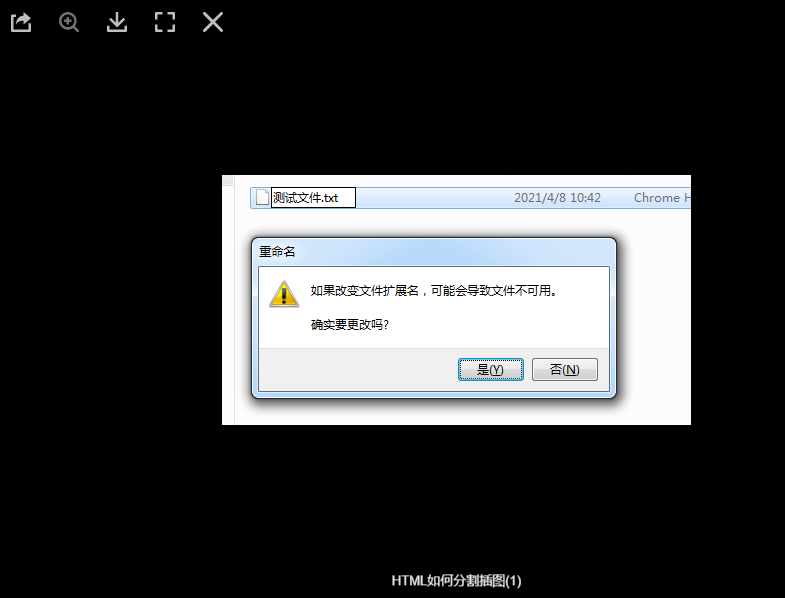 测试文件.txt 2021/4/8 10:42 Chrome H
重命名
如果改变文件扩展名，可能会导致文件不可用。
确实要更改吗?
是(Y) 否(N)
HTML如何分割插图(1)